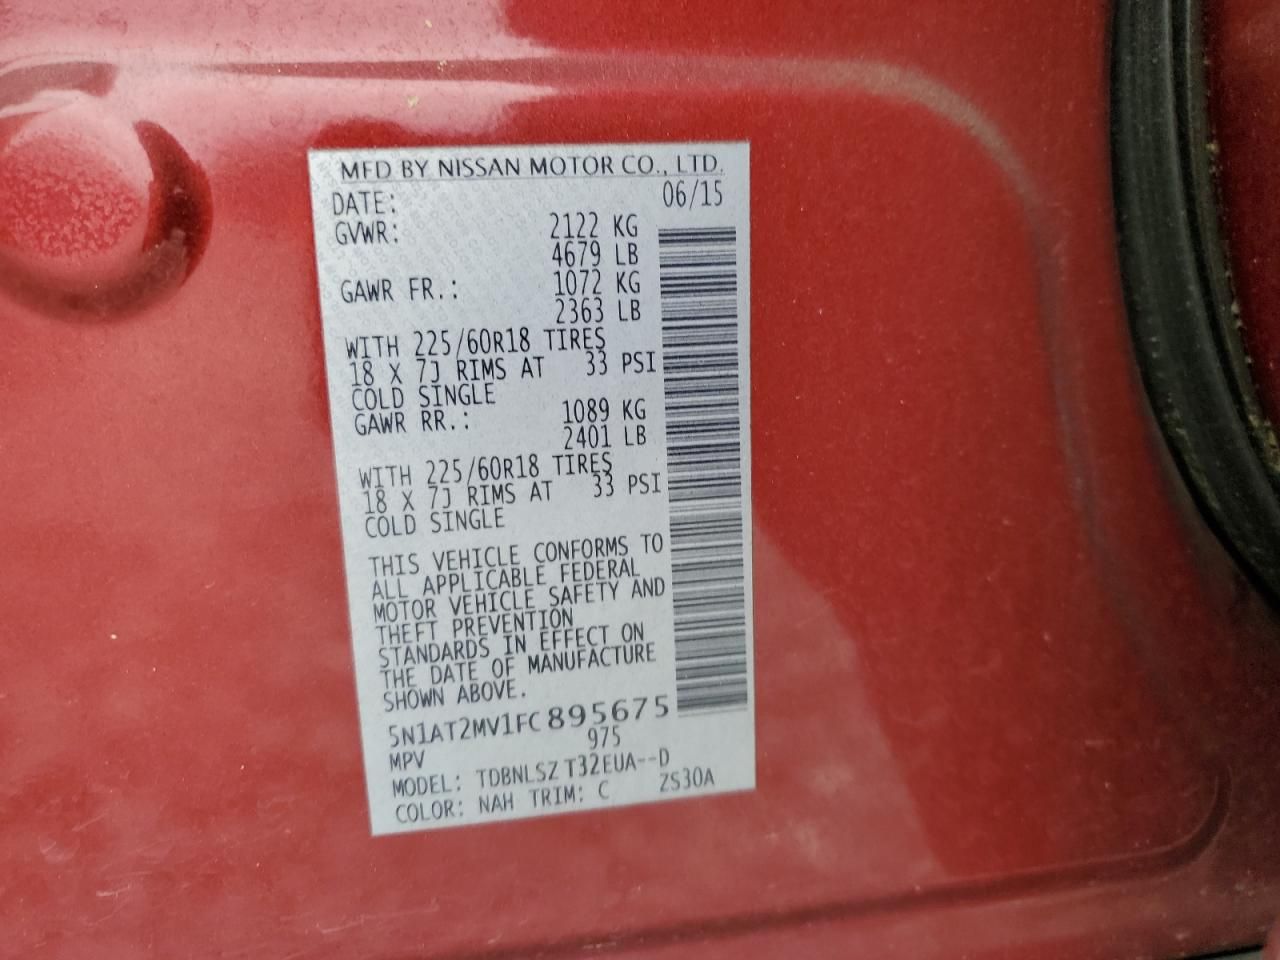 MFD BY NISSAN MOTOR CO., LTD.
DATE: 06/15
GVWR: 2122 KG
4679 LB
GAWR FR.: 1072 KG
2363 LB
WITH 225/60R18 TIRES
18 X 7J RIMS AT 33 PSI
COLD SINGLE
GAWR RR.: 1089 KG
2401 LB
WITH 225/60R18 TIRES
18 X 7J RIMS AT 33 PSI
COLD SINGLE
THIS VEHICLE CONFORMS TO
ALL APPLICABLE FEDERAL
MOTOR VEHICLE SAFETY AND
THEFT PREVENTION
STANDARDS IN EFFECT ON
THE DATE OF MANUFACTURE
SHOWN ABOVE.
5N1AT2MV1FC895675
MPV 975
MODEL: TDBNLSZ T32EUA--D
COLOR: NAH TRIM: C ZS30A